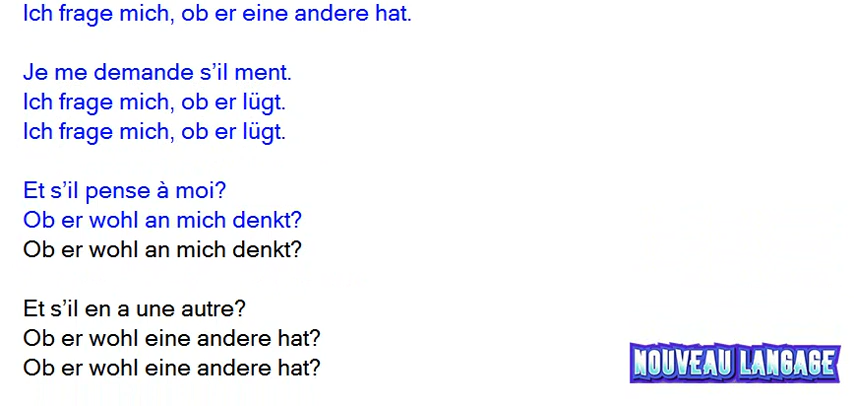 Ich frage mich, ob er eine andere hat.
Je me demande s’il ment.
Ich frage mich, ob er lügt.
Ich frage mich, ob er lügt.
Et s’il pense à moi?
Ob er wohl an mich denkt?
Ob er wohl an mich denkt?
Et s’il en a une autre?
Ob er wohl eine andere hat?
Ob er wohl eine andere hat?
NOUVEAU LANGAGE